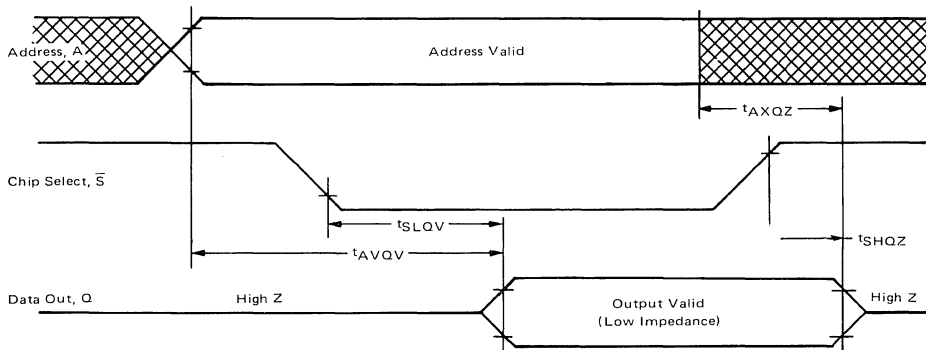 Address, A
Address Valid
tAXQZ
Chip Select, S̅
tSLQV
tSHQZ
tAVQV
Data Out, Q
High Z
Output Valid
(Low Impedance)
High Z